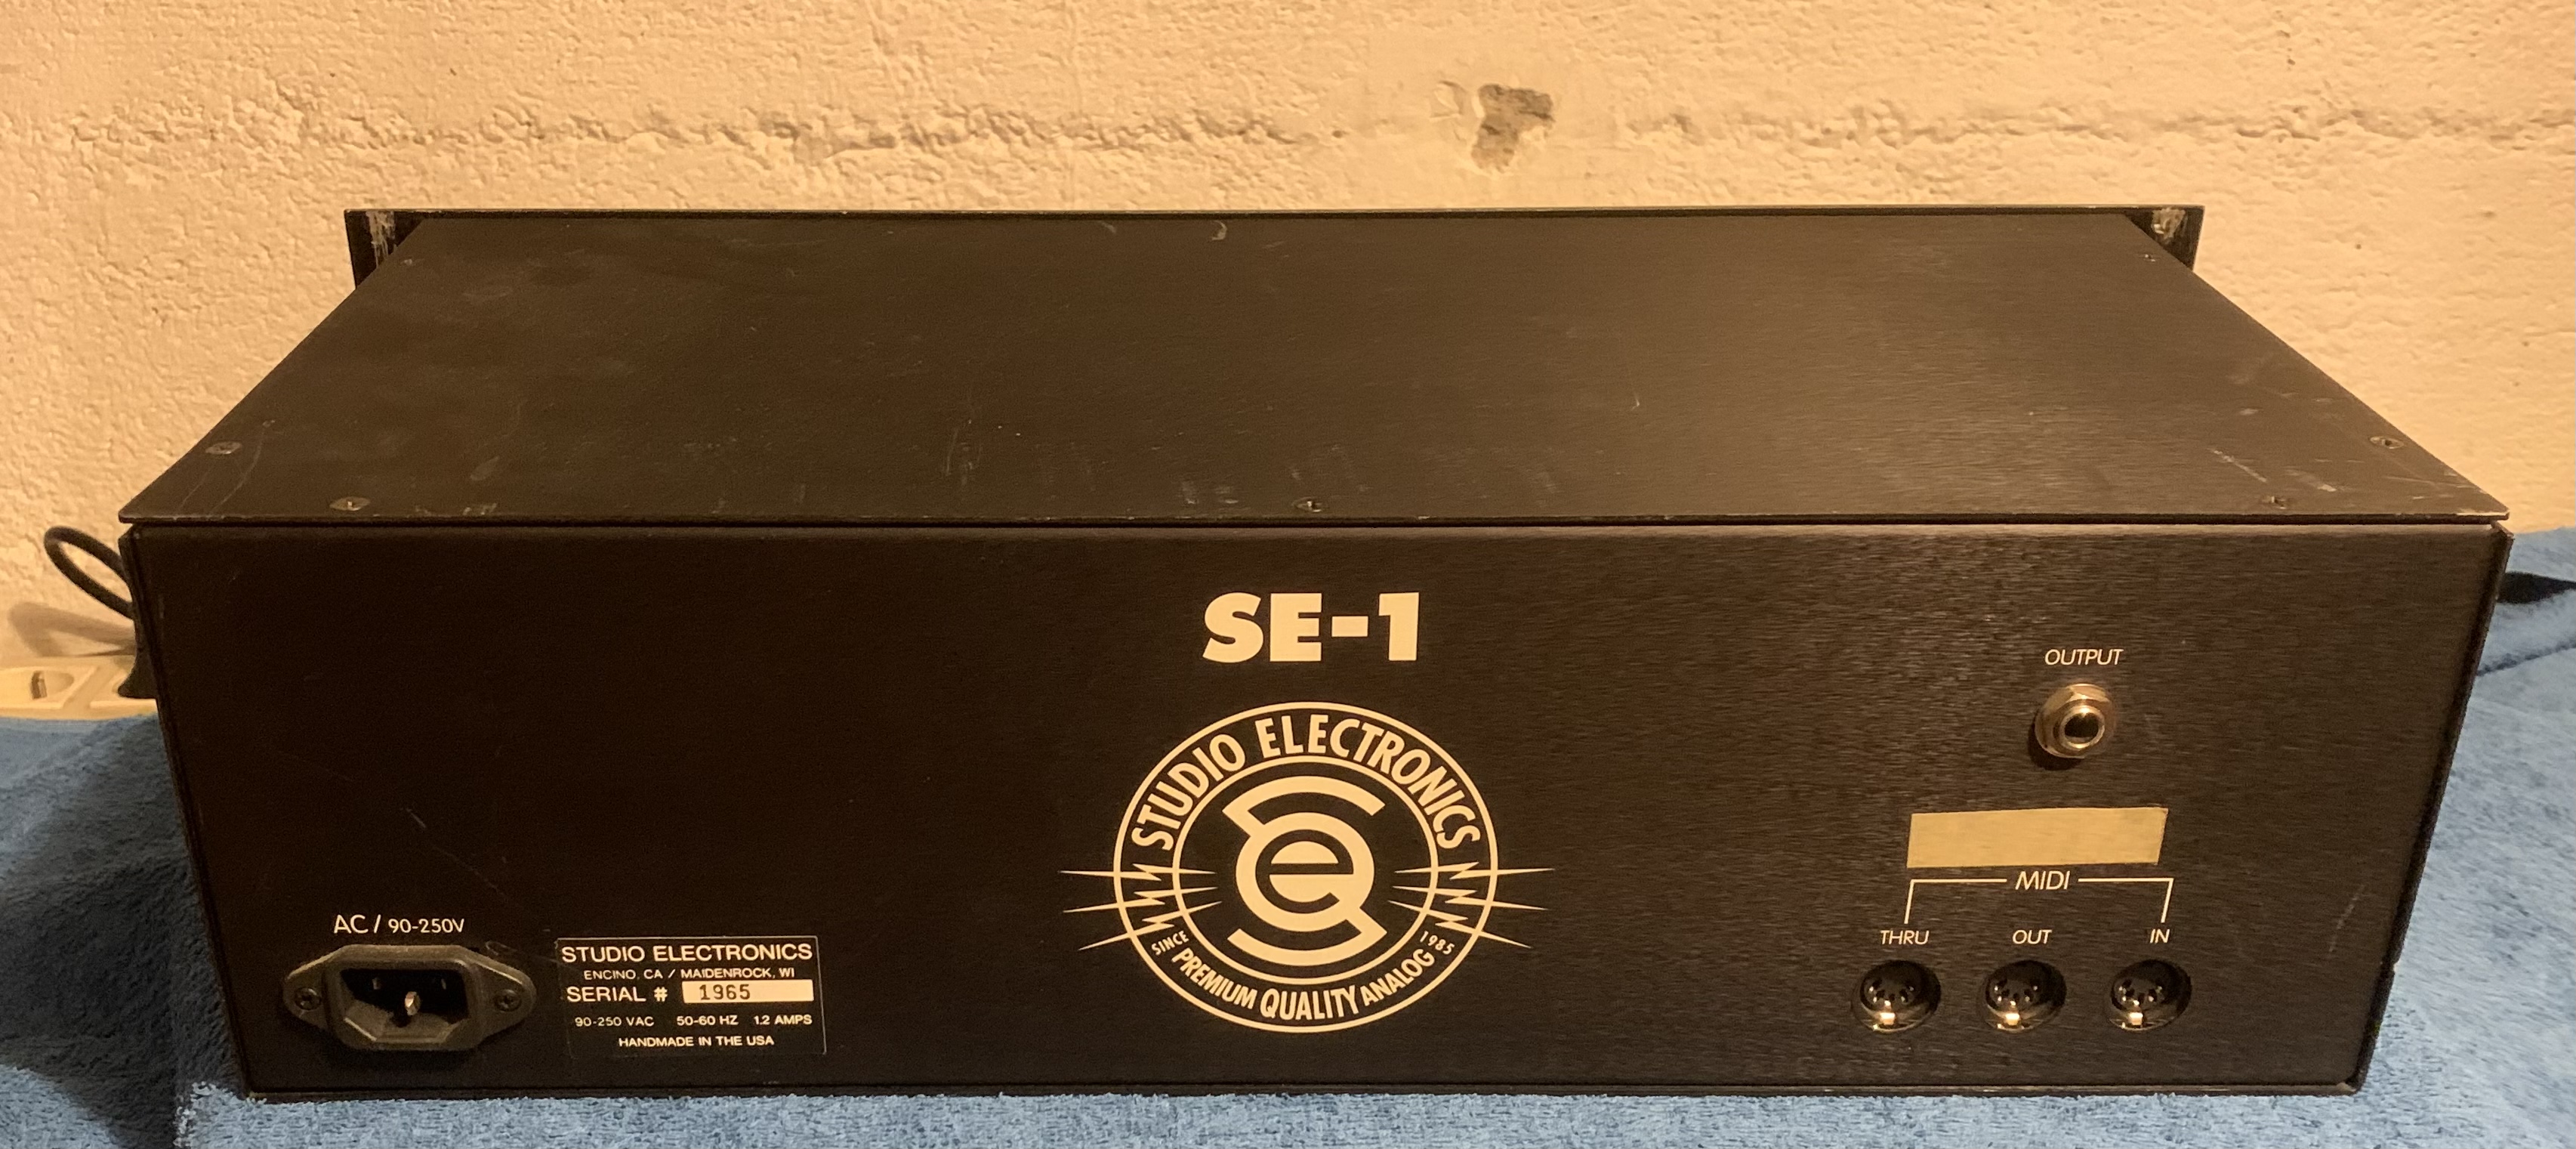 SE-1
STUDIO ELECTRONICS
Se
SINCE PREMIUM QUALITY ANALOG 1985
OUTPUT
MIDI
THRU OUT IN
AC / 90-250V
STUDIO ELECTRONICS
ENCINO, CA / MAIDENROCK, WI
SERIAL # 1965
90-250 VAC 50-60 HZ 1.2 AMPS
HANDMADE IN THE USA